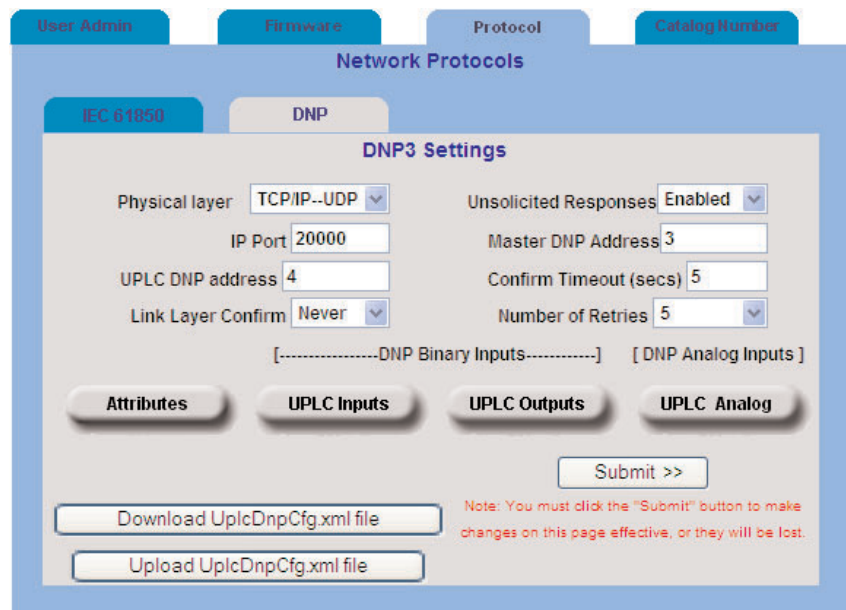 User Admin Firmware Protocol Catalog Number
Network Protocols
IEC 61850 DNP
DNP3 Settings
Physical layer TCP/IP--UDP Unsolicited Responses Enabled
IP Port 20000 Master DNP Address 3
UPLC DNP address 4 Confirm Timeout (secs) 5
Link Layer Confirm Never Number of Retries 5
[-----------------DNP Binary Inputs------------] [ DNP Analog Inputs ]
Attributes UPLC Inputs UPLC Outputs UPLC Analog
Submit >>
Download UplcDnpCfg.xml file
Note: You must click the "Submit" button to make
changes on this page effective, or they will be lost.
Upload UplcDnpCfg.xml file